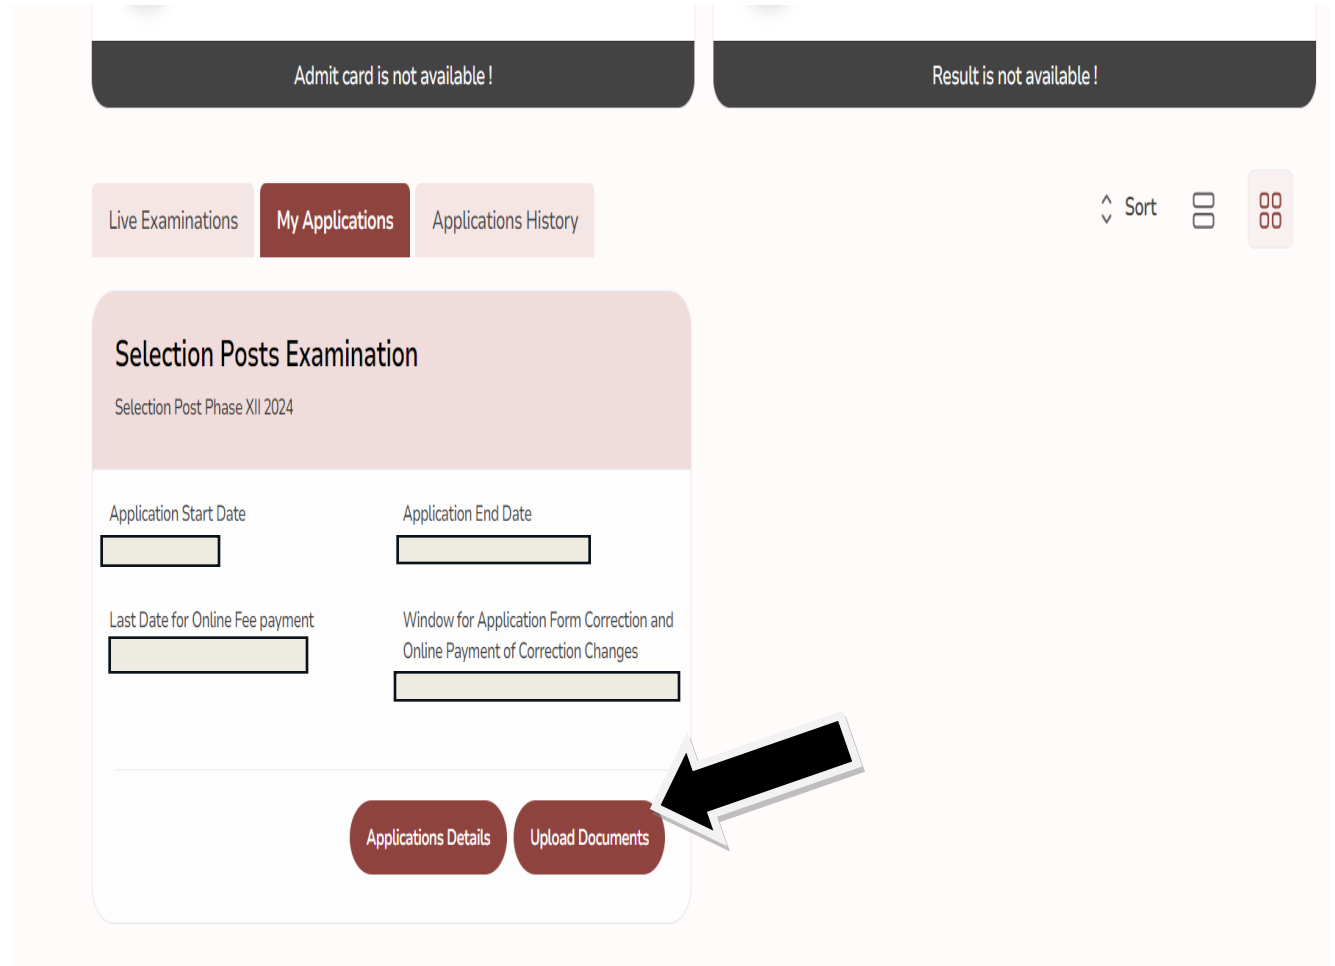 Admit card is not available !
Result is not available !
Live Examinations
My Applications
Applications History
Sort
Selection Posts Examination
Selection Post Phase XII 2024
Application Start Date
Application End Date
Last Date for Online Fee payment
Window for Application Form Correction and
Online Payment of Correction Changes
Applications Details
Upload Documents